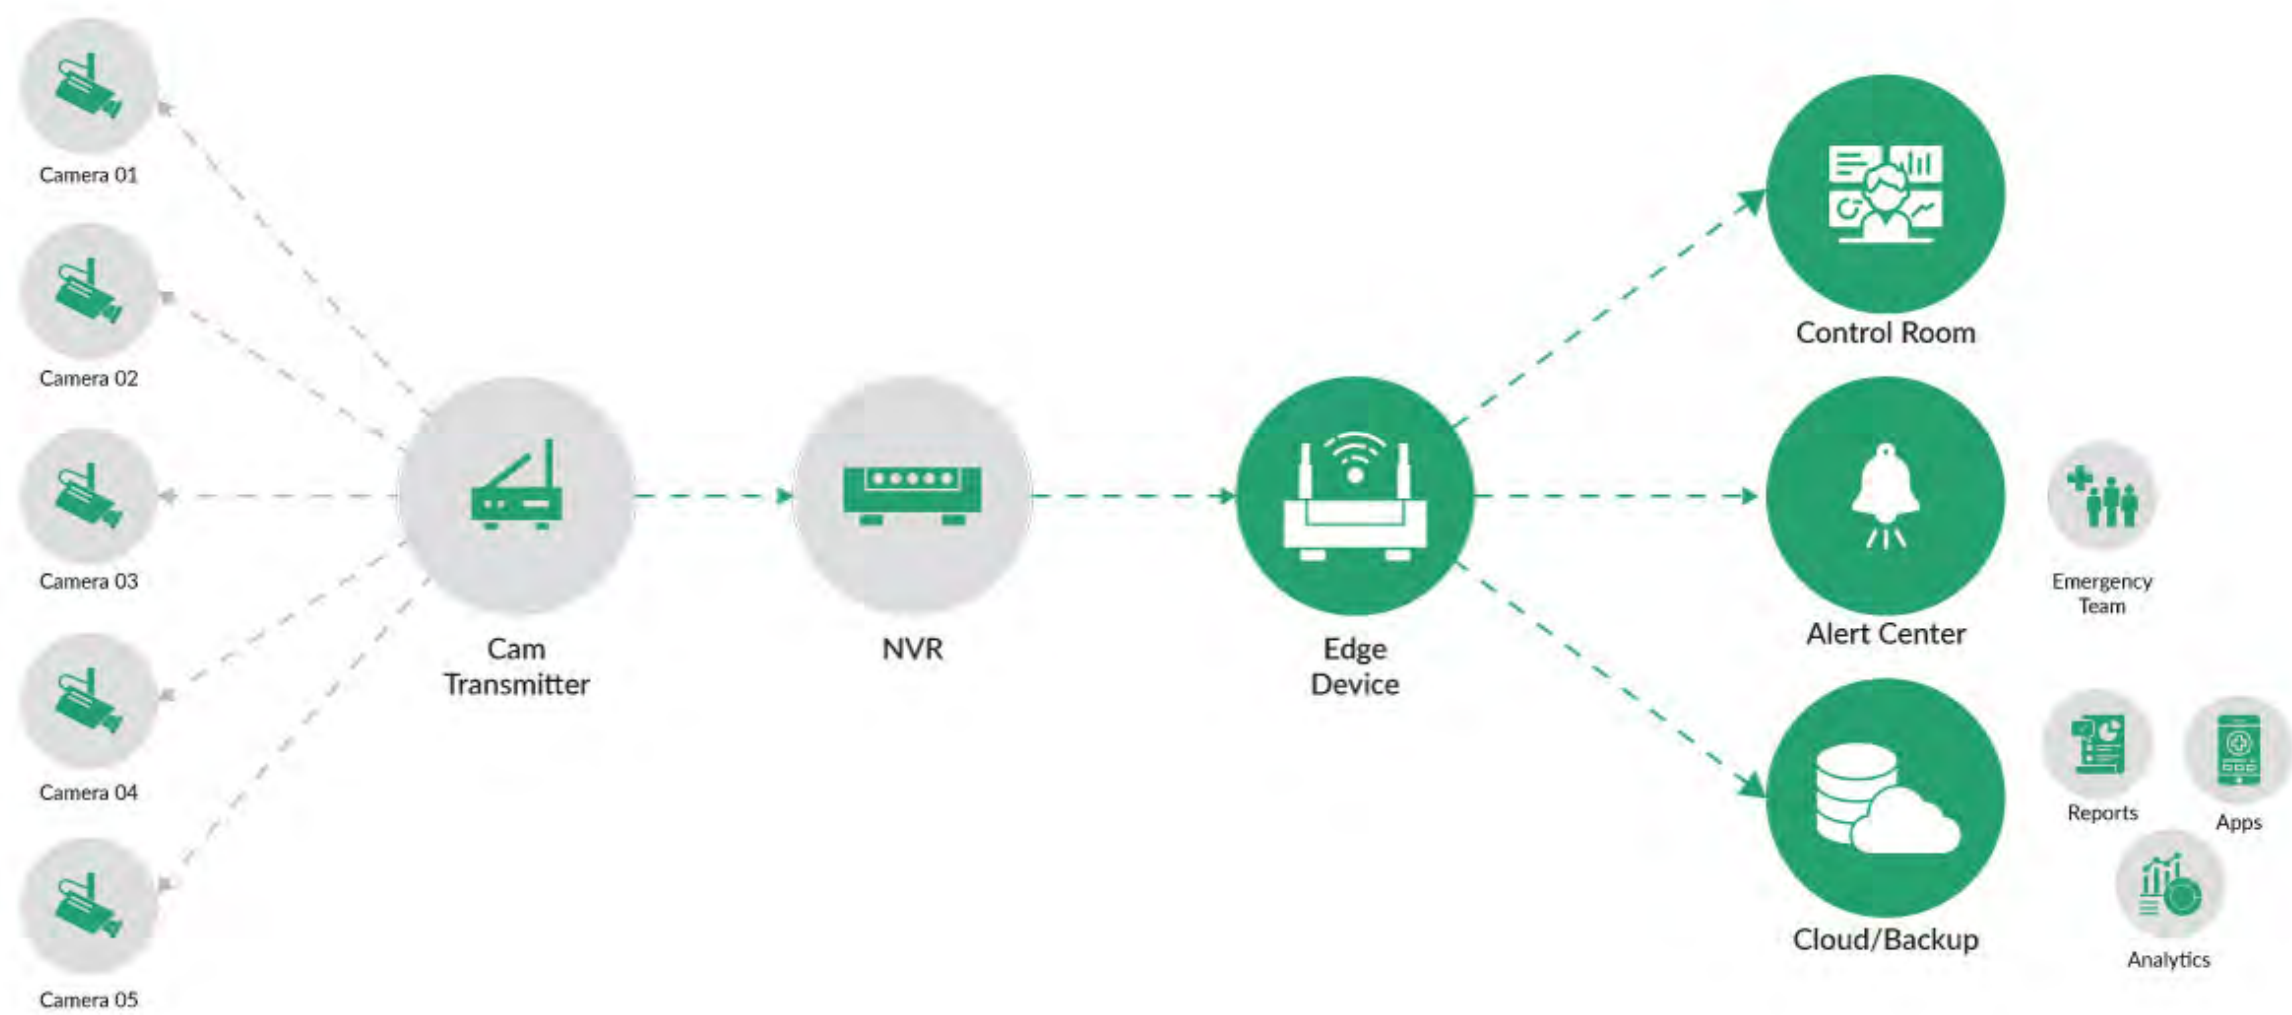 Camera 01
Camera 02
Camera 03
Camera 04
Camera 05
Cam
Transmitter
NVR
Edge
Device
Control Room
Alert Center
Emergency
Team
Cloud/Backup
Reports
Apps
Analytics